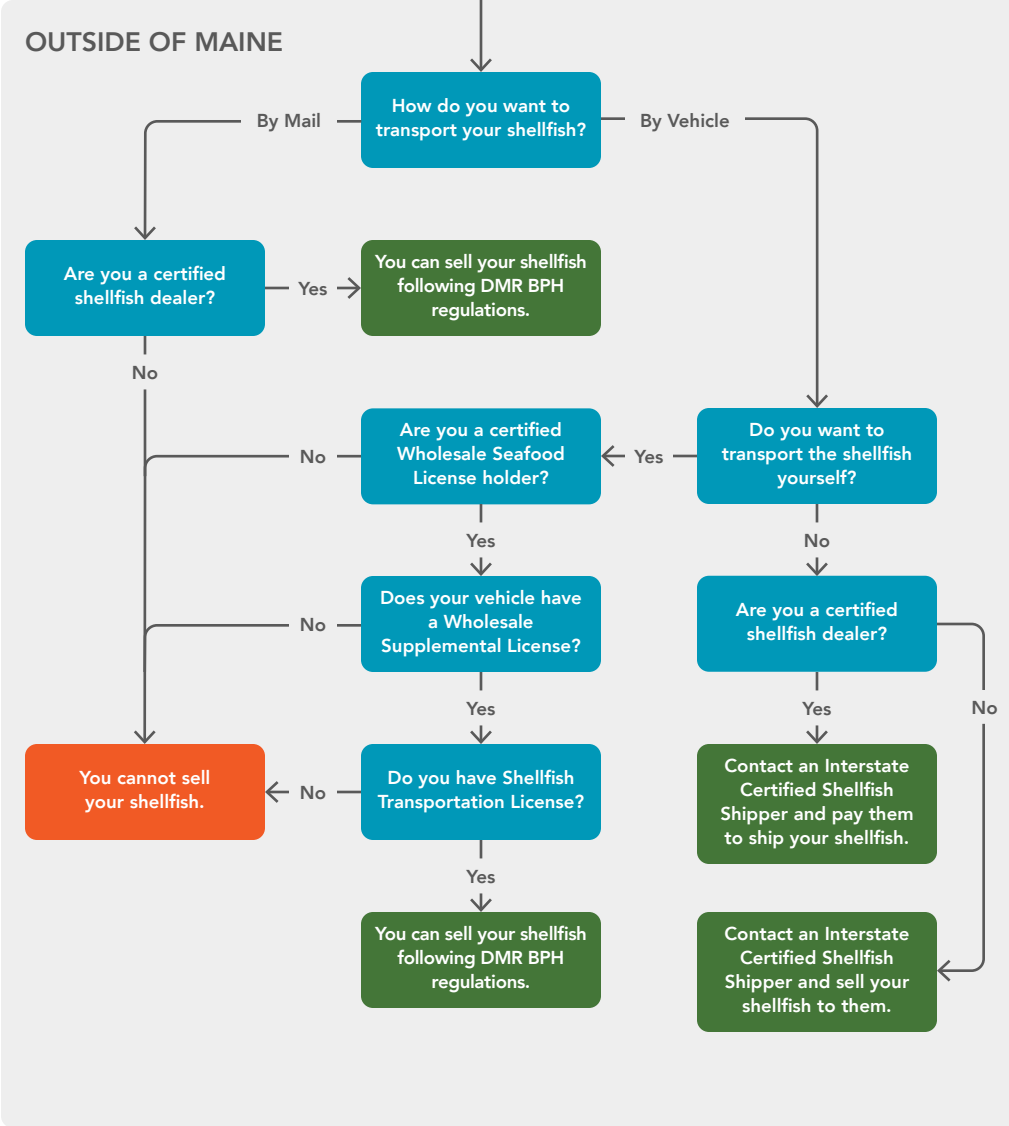 OUTSIDE OF MAINE
How do you want to
transport your shellfish?
By Mail
By Vehicle
Are you a certified
shellfish dealer?
Yes
You can sell your shellfish
following DMR BPH
regulations.
No
Are you a certified
Wholesale Seafood
License holder?
No
Yes
Do you want to
transport the shellfish
yourself?
Yes
No
Does your vehicle have
a Wholesale
Supplemental License?
No
Are you a certified
shellfish dealer?
Yes
Yes
No
You cannot sell
your shellfish.
No
Do you have Shellfish
Transportation License?
Contact an Interstate
Certified Shellfish
Shipper and pay them
to ship your shellfish.
Yes
You can sell your shellfish
following DMR BPH
regulations.
Contact an Interstate
Certified Shellfish
Shipper and sell your
shellfish to them.